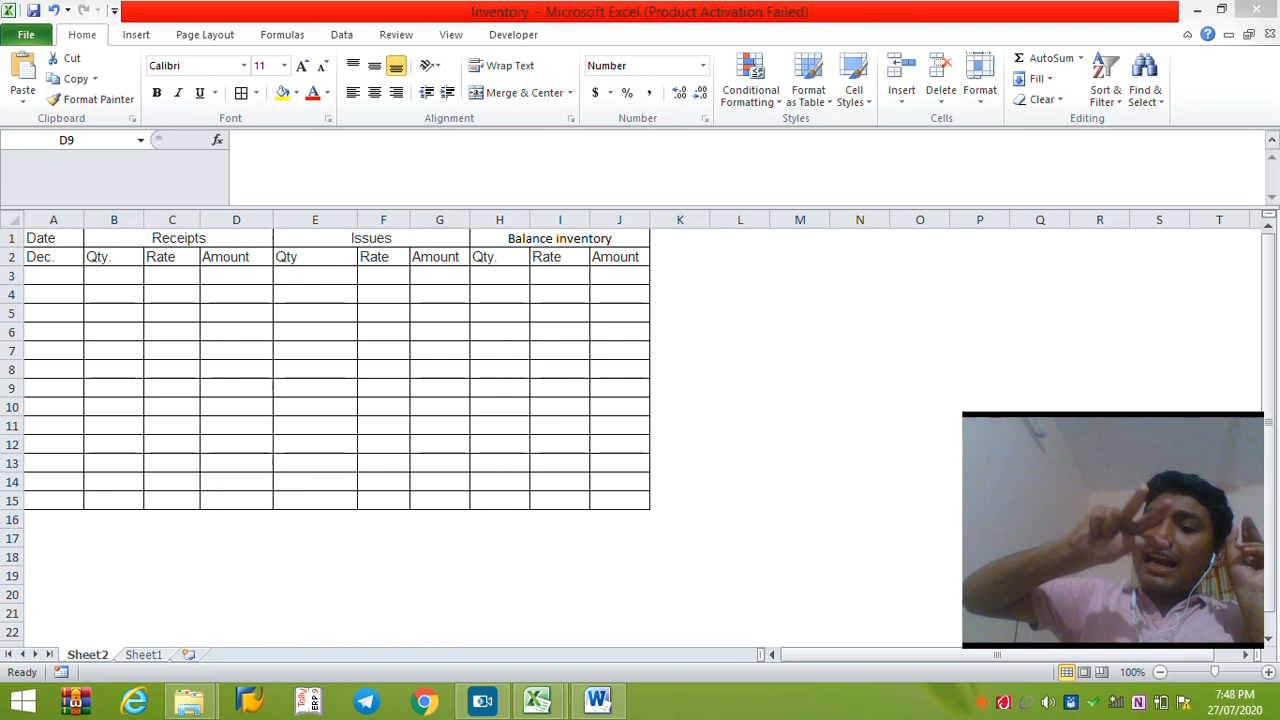 Inventory - Microsoft Excel (Product Activation Failed)
File Home Insert Page Layout Formulas Data Review View Developer
Cut
Copy
Format Painter
Paste
Clipboard
Calibri 11
B I U
Font
Wrap Text
Merge & Center
Alignment
Number
$ % ,
Number
Conditional Formatting
Format as Table
Cell Styles
Styles
Insert Delete Format
Cells
Σ AutoSum
Fill
Clear
Sort & Filter
Find & Select
Editing
D9 fx
A B C D E F G H I J K L M N O P Q R S T
1 Date Receipts Issues Balance inventory
2 Dec. Qty. Rate Amount Qty Rate Amount Qty. Rate Amount
3
4
5
6
7
8
9
10
11
12
13
14
15
16
17
18
19
20
21
22
Sheet2 Sheet1
Ready 100%
7:48 PM
27/07/2020